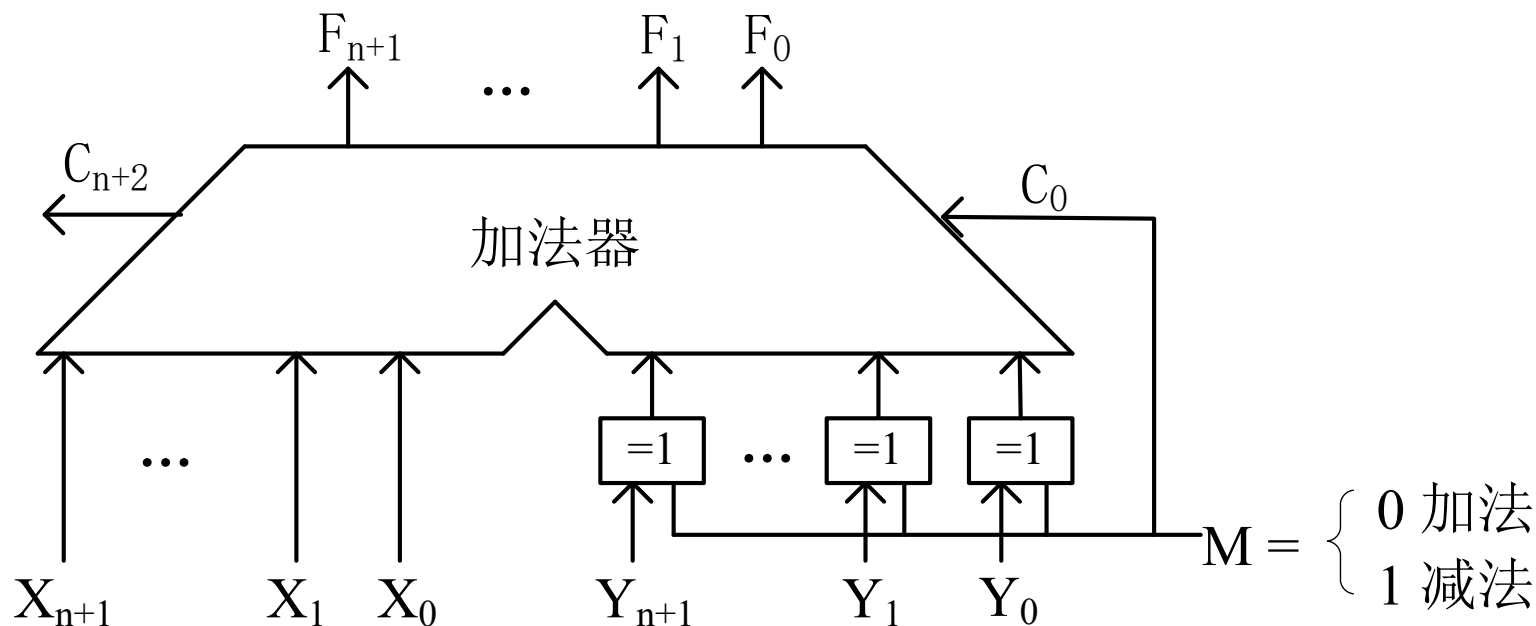 Fn+1 ... F1 F0
Cn+2 C0
加法器
=1 ... =1 =1
...
M = { 0 加法
1 减法
Xn+1 X1 X0 Yn+1 Y1 Y0